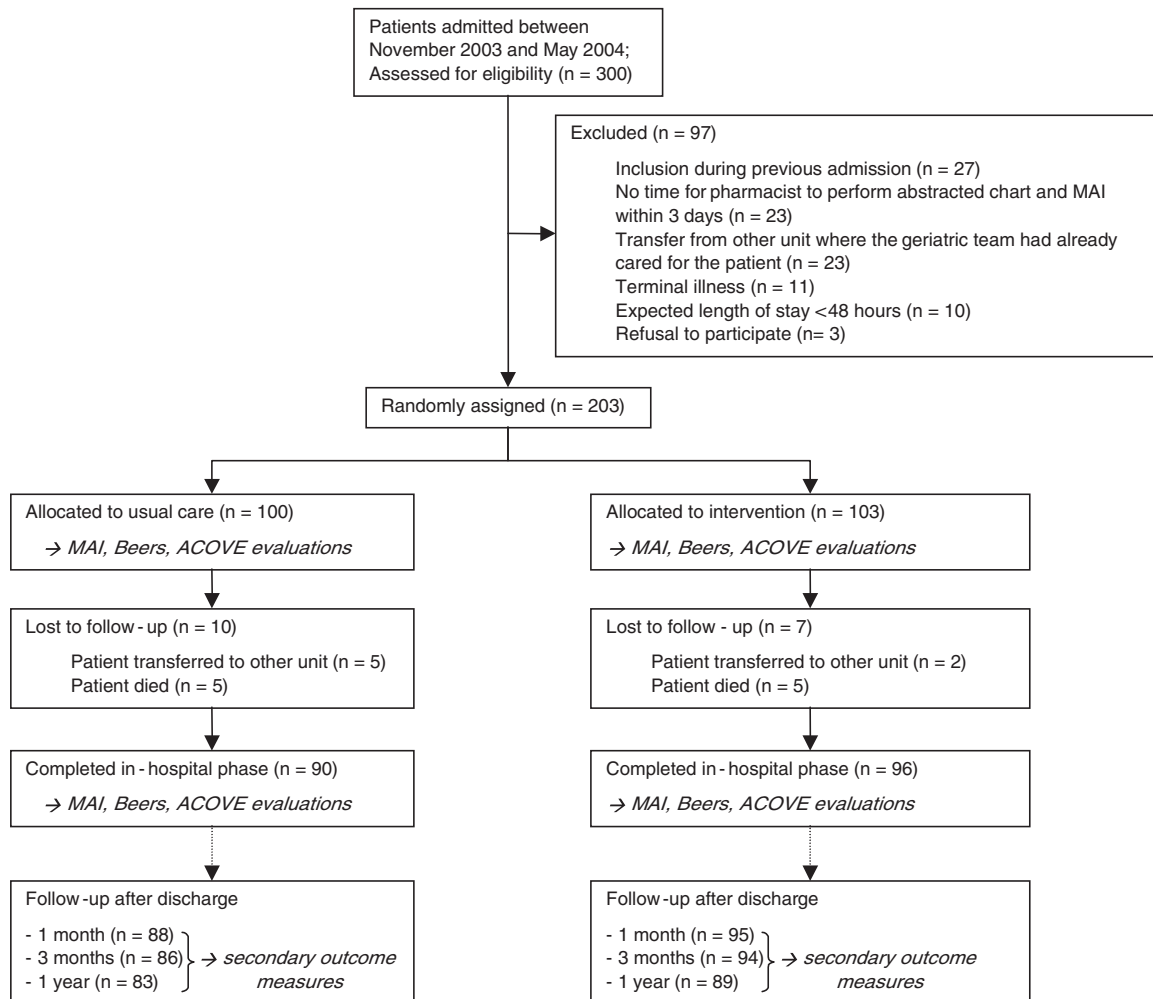 Patients admitted between
November 2003 and May 2004;
Assessed for eligibility (n = 300)
Excluded (n = 97)
Inclusion during previous admission (n = 27)
No time for pharmacist to perform abstracted chart and MAI
within 3 days (n = 23)
Transfer from other unit where the geriatric team had already
cared for the patient (n = 23)
Terminal illness (n = 11)
Expected length of stay <48 hours (n = 10)
Refusal to participate (n= 3)
Randomly assigned (n = 203)
Allocated to usual care (n = 100)
→ MAI, Beers, ACOVE evaluations
Allocated to intervention (n = 103)
→ MAI, Beers, ACOVE evaluations
Lost to follow-up (n = 10)
Patient transferred to other unit (n = 5)
Patient died (n = 5)
Lost to follow - up (n = 7)
Patient transferred to other unit (n = 2)
Patient died (n = 5)
Completed in-hospital phase (n = 90)
→ MAI, Beers, ACOVE evaluations
Completed in-hospital phase (n = 96)
→ MAI, Beers, ACOVE evaluations
Follow-up after discharge
- 1 month (n = 88)
- 3 months (n = 86) → secondary outcome
- 1 year (n = 83) measures
Follow-up after discharge
- 1 month (n = 95)
- 3 months (n = 94) → secondary outcome
- 1 year (n = 89) measures